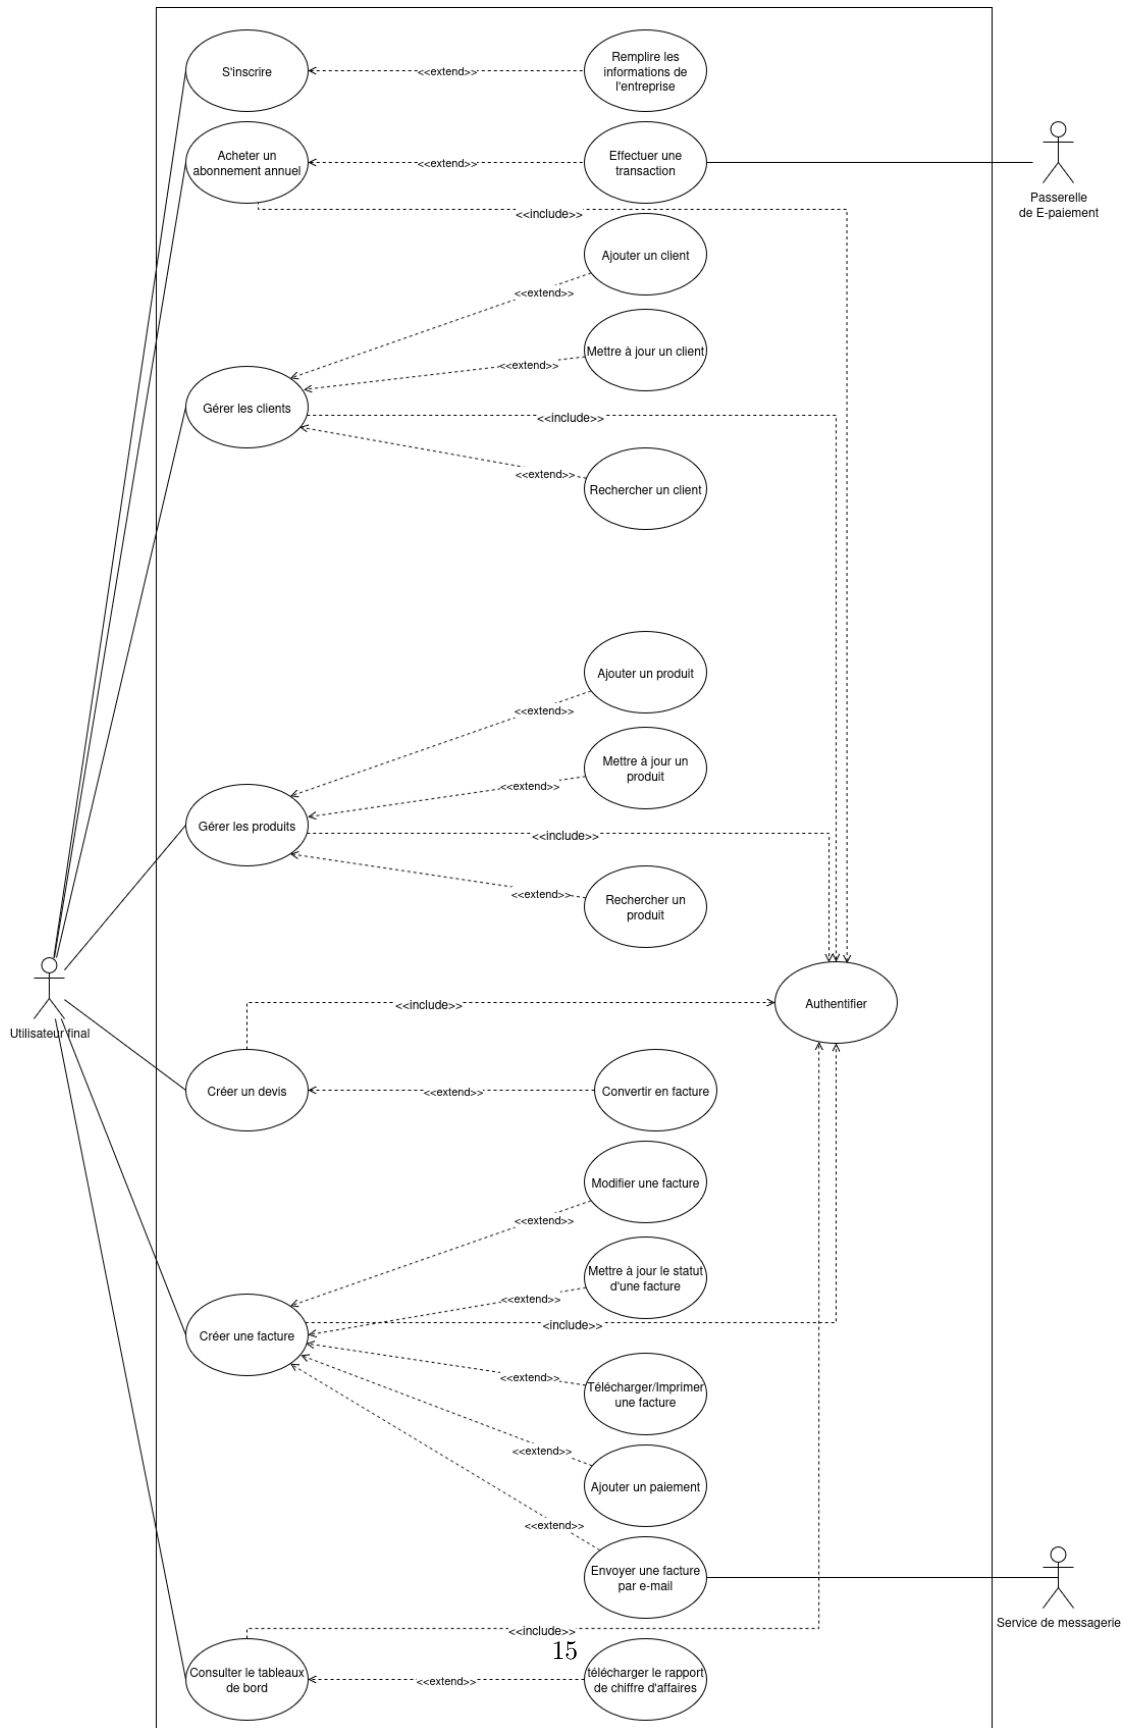 S'inscrire
<<extend>>
Remplire les
informations de
l'entreprise
Acheter un
abonnement annuel
<<extend>>
Effectuer une
transaction
Passerelle
de E-paiement
<<include>>
Ajouter un client
<<extend>>
Mettre à jour un client
<<extend>>
Gérer les clients
<<include>>
<<extend>>
Rechercher un client
Ajouter un produit
<<extend>>
Mettre à jour un
produit
<<extend>>
Gérer les produits
<<include>>
<<extend>>
Rechercher un
produit
Utilisateur final
<<include>>
Authentifier
Créer un devis
<<extend>>
Convertir en facture
Modifier une facture
<<extend>>
Mettre à jour le statut
d'une facture
<<extend>>
Créer une facture
<include>>
<<extend>>
Télécharger/Imprimer
une facture
<<extend>>
Ajouter un paiement
<<extend>>
Envoyer une facture
par e-mail
Service de messagerie
<<include>>
15
Consulter le tableaux
de bord
<<extend>>
télécharger le rapport
de chiffre d'affaires